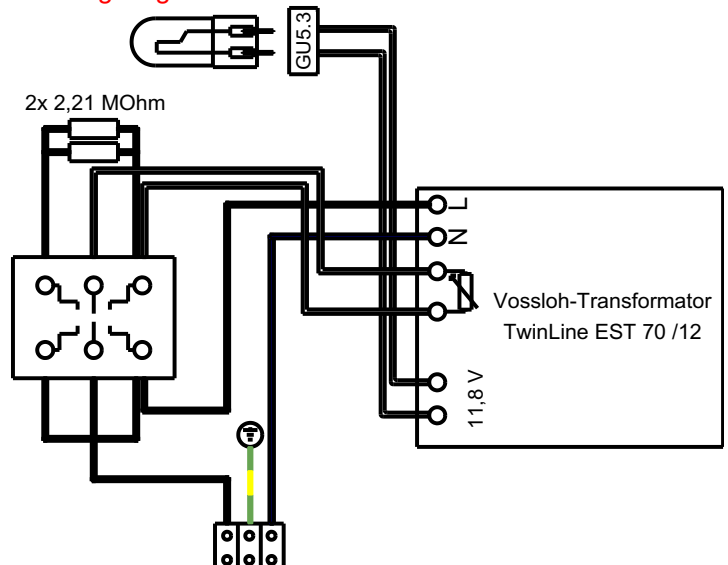 GU5.3
2x 2,21 MOhm
L
N
Vossloh-Transformator
TwinLine EST 70 /12
11,8 V